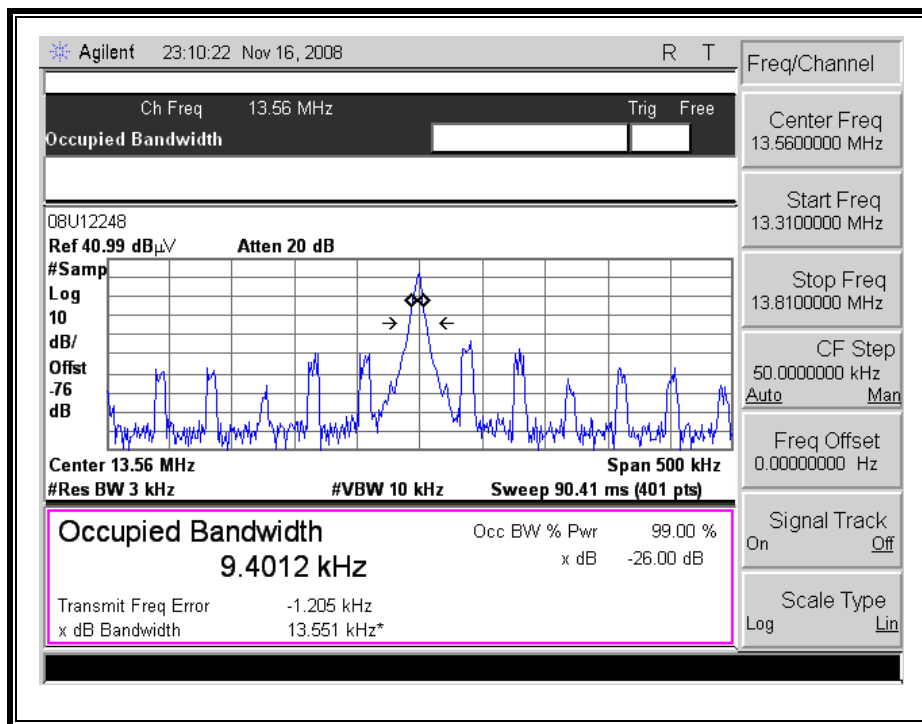 Agilent 23:10:22 Nov 16, 2008 R T
Freq/Channel
Ch Freq 13.56 MHz Trig Free
Occupied Bandwidth
Center Freq
13.5600000 MHz
Start Freq
13.3100000 MHz
Stop Freq
13.8100000 MHz
CF Step
50.0000000 kHz
Auto Man
Freq Offset
0.00000000 Hz
Signal Track
On Off
Scale Type
Log Lin
08U12248
Ref 40.99 dBµV Atten 20 dB
#Samp
Log
10
dB/
Offst
-76
dB
Center 13.56 MHz Span 500 kHz
#Res BW 3 kHz #VBW 10 kHz Sweep 90.41 ms (401 pts)
Occupied Bandwidth Occ BW % Pwr 99.00 %
9.4012 kHz x dB -26.00 dB
Transmit Freq Error -1.205 kHz
x dB Bandwidth 13.551 kHz*